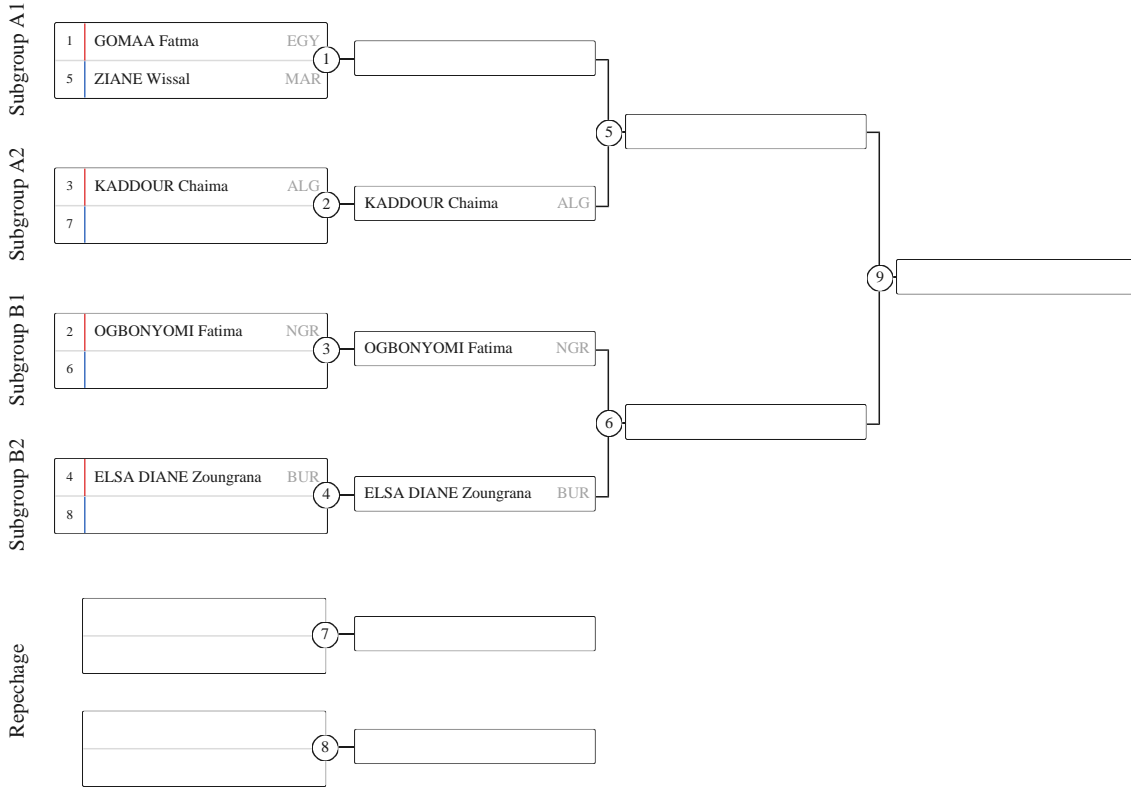 Subgroup A1
1 GOMAA Fatma EGY
5 ZIANE Wissal MAR
1
5
Subgroup A2
3 KADDOUR Chaima ALG
7
2
KADDOUR Chaima ALG
9
Subgroup B1
2 OGBONYOMI Fatima NGR
6
3
OGBONYOMI Fatima NGR
6
Subgroup B2
4 ELSA DIANE Zoungrana BUR
8
4
ELSA DIANE Zoungrana BUR
Repechage
7
8